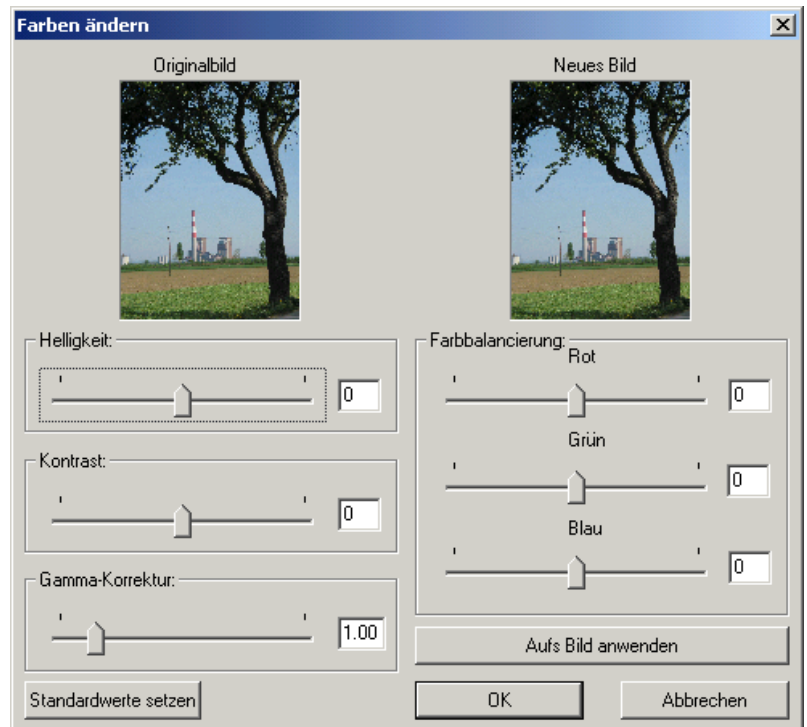 Farben ändern
Originalbild
Neues Bild
Helligkeit:
0
Kontrast:
0
Gamma-Korrektur:
1.00
Farbbalancierung:
Rot
0
Grün
0
Blau
0
Aufs Bild anwenden
Standardwerte setzen
OK
Abbrechen